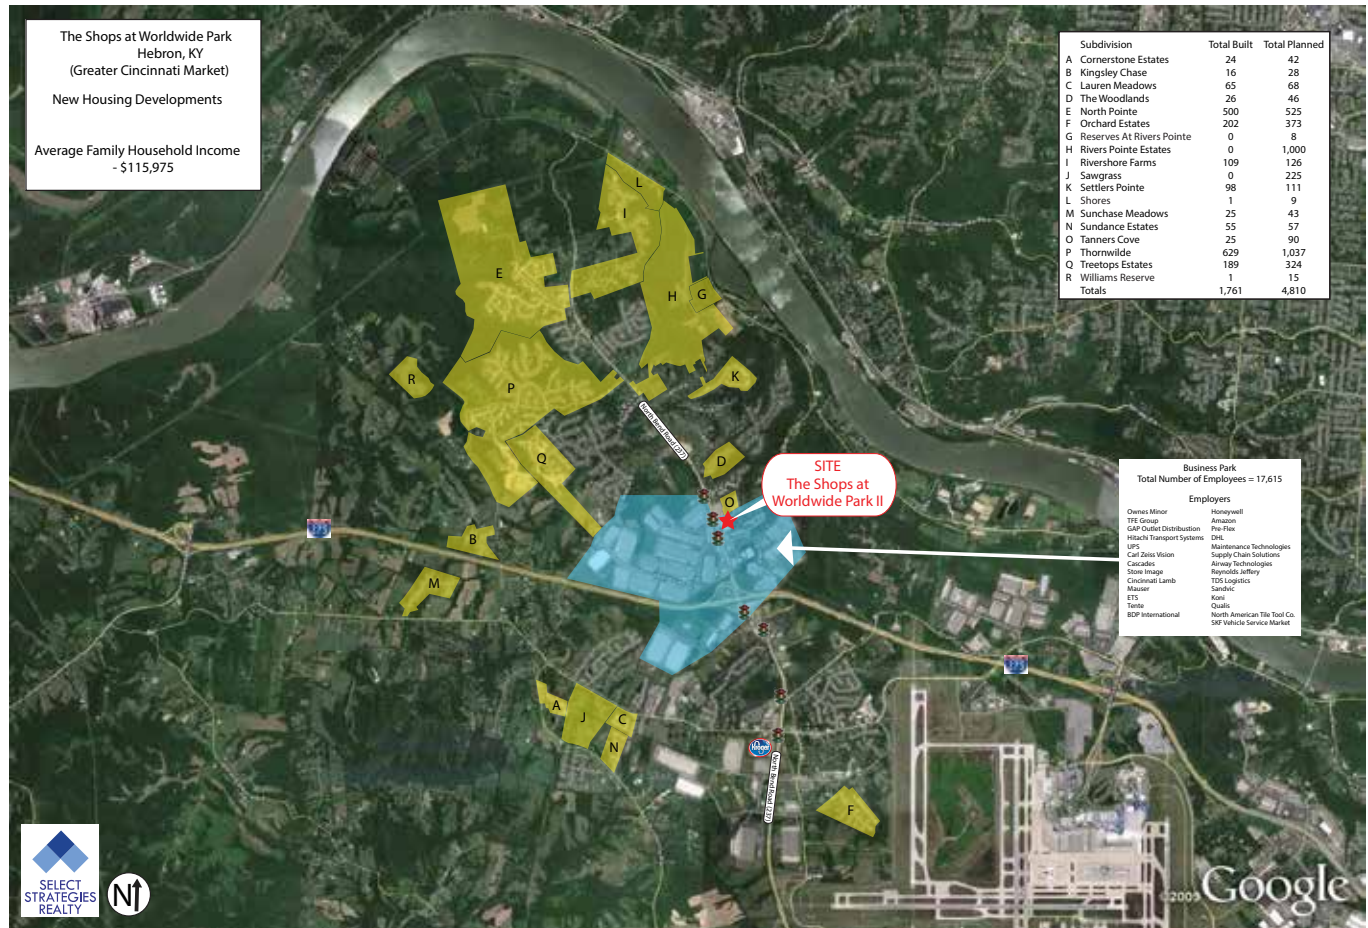 The Shops at Worldwide Park
Hebron, KY
(Greater Cincinnati Market)
New Housing Developments
Average Family Household Income
- $115,975
Subdivision Total Built Total Planned
A Cornerstone Estates 24 42
B Kingsley Chase 16 28
C Lauren Meadows 65 68
D The Woodlands 26 46
E North Pointe 500 525
F Orchard Estates 202 373
G Reserves At Rivers Pointe 0 8
H Rivers Pointe Estates 0 1,000
I Rivershore Farms 109 126
J Sawgrass 0 225
K Settlers Pointe 98 111
L Shores 1 9
M Sunchase Meadows 25 43
N Sundance Estates 55 57
O Tanners Cove 25 90
P Thornwilde 629 1,037
Q Treetops Estates 189 324
R Williams Reserve 1 15
Totals 1,761 4,810
L
I
E
H
G
R
P
K
North Bend Road (237)
Q
D
SITE
The Shops at
Worldwide Park II
O
B
M
Business Park
Total Number of Employees = 17,615
Employers
Ownes Minor Honeywell
TFE Group Amazon
GAP Outlet Distribustion Pre-Flex
Hitachi Transport Systems DHL
UPS Maintenance Technologies
Carl Zeiss Vision Supply Chain Solutions
Cascades Airway Technologies
Store Image Reynolds Jeffery
Cincinnati Lamb TDS Logistics
Mauser Sandvic
ETS Koni
Tente Qualis
BDP International North American Tile Tool Co.
SKF Vehicle Service Market
A
J
C
N
Kroger
North Bend Road (237)
F
SELECT
STRATEGIES
REALTY
N
©2009 Google